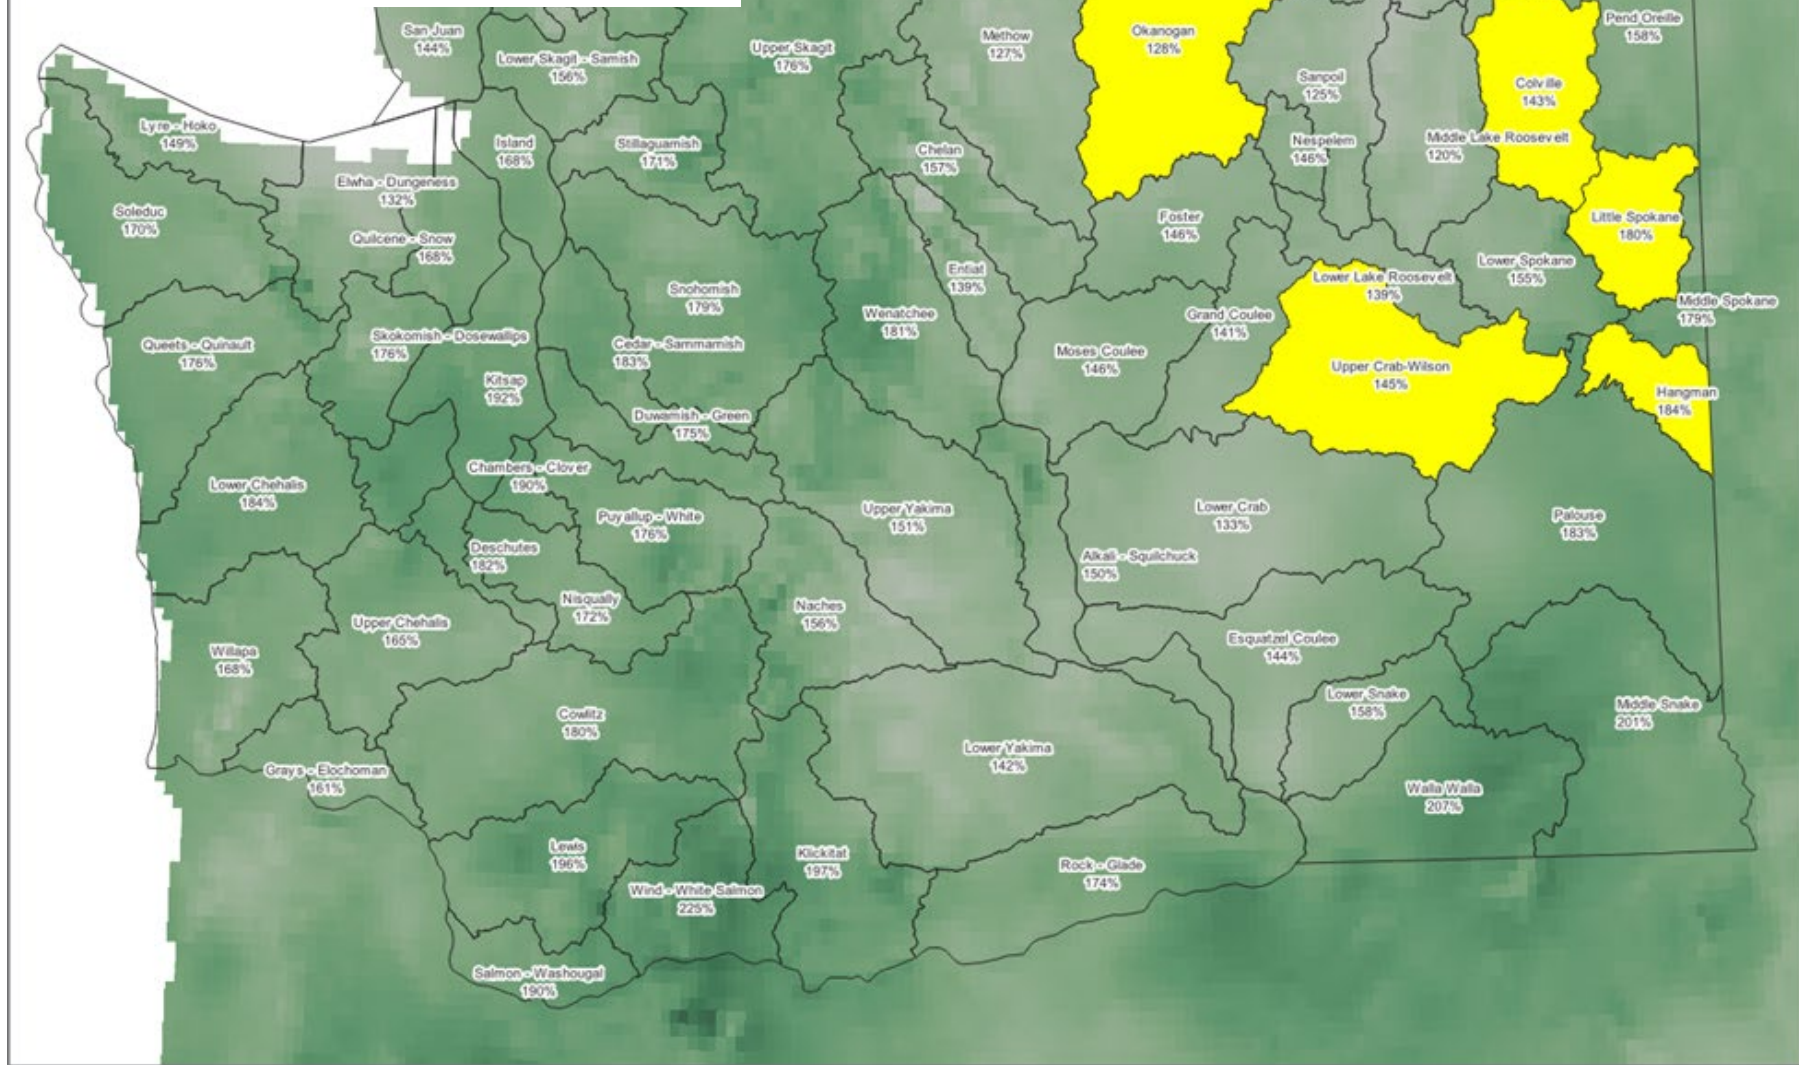 San Juan
144%
Lower Skagit - Samish
156%
Upper Skagit
176%
Methow
127%
Okanogan
128%
Sanpoil
125%
Colville
143%
Pend Oreille
158%
Lyre - Hoko
149%
Island
168%
Stillaguamish
171%
Chelan
157%
Nespelem
146%
Middle Lake Roosevelt
120%
Elwha - Dungeness
132%
Soleduc
170%
Quilcene - Snow
168%
Foster
146%
Little Spokane
180%
Entiat
139%
Lower Lake Roosevelt
139%
Lower Spokane
155%
Snohomish
179%
Wenatchee
181%
Grand Coulee
141%
Middle Spokane
179%
Queets - Quinault
176%
Skokomish - Dosewallips
176%
Cedar - Sammamish
183%
Moses Coulee
146%
Upper Crab-Wilson
145%
Kitsap
192%
Hangman
184%
Duwamish - Green
175%
Chambers - Clover
190%
Lower Chehalis
184%
Puyallup - White
176%
Upper Yakima
151%
Lower Crab
133%
Palouse
183%
Deschutes
182%
Alkali - Squilchuck
150%
Nisqually
172%
Naches
156%
Upper Chehalis
165%
Esquatzel Coulee
144%
Willapa
168%
Lower Snake
158%
Middle Snake
201%
Cowlitz
180%
Lower Yakima
142%
Grays - Elochoman
161%
Walla Walla
207%
Lewis
196%
Klickitat
197%
Rock - Glade
174%
Wind - White Salmon
225%
Salmon - Washougal
190%